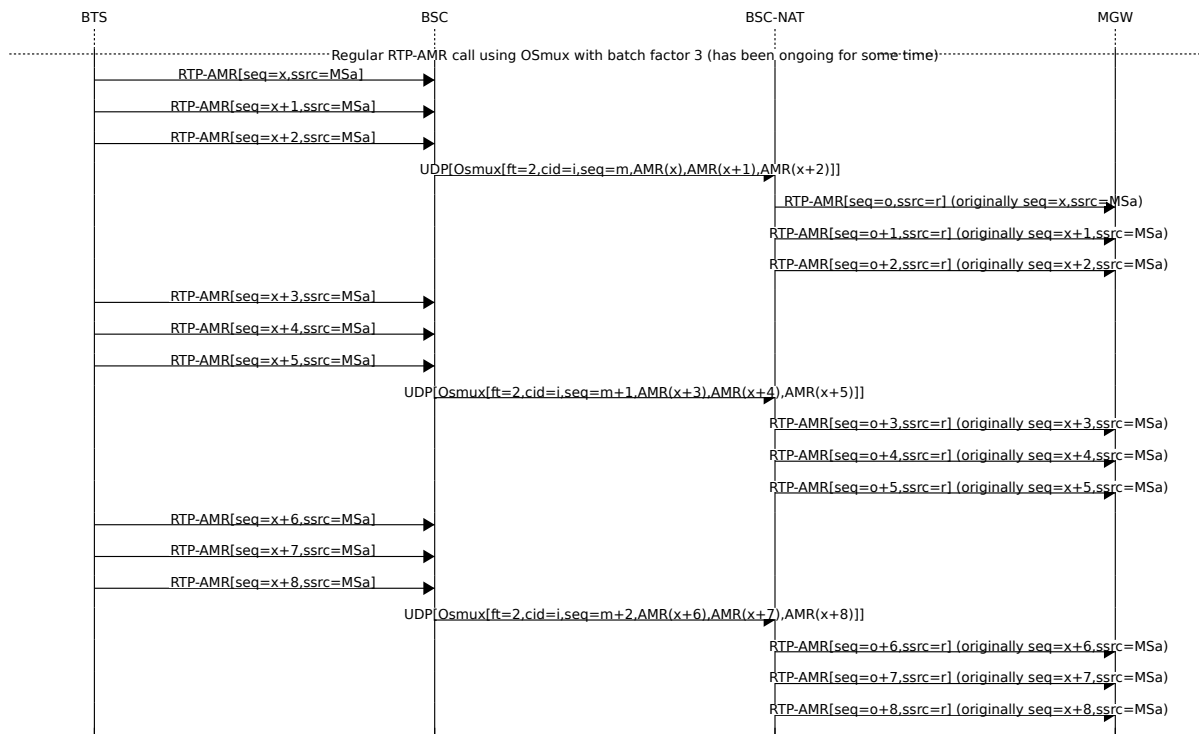 BTS BSC BSC-NAT MGW
Regular RTP-AMR call using OSmux with batch factor 3 (has been ongoing for some time)
RTP-AMR[seq=x,ssrc=MSa]
RTP-AMR[seq=x+1,ssrc=MSa]
RTP-AMR[seq=x+2,ssrc=MSa]
UDP[Osmux[ft=2,cid=i,seq=m,AMR(x),AMR(x+1),AMR(x+2)]]
RTP-AMR[seq=o,ssrc=r] (originally seq=x,ssrc=MSa)
RTP-AMR[seq=o+1,ssrc=r] (originally seq=x+1,ssrc=MSa)
RTP-AMR[seq=o+2,ssrc=r] (originally seq=x+2,ssrc=MSa)
RTP-AMR[seq=x+3,ssrc=MSa]
RTP-AMR[seq=x+4,ssrc=MSa]
RTP-AMR[seq=x+5,ssrc=MSa]
UDP[Osmux[ft=2,cid=i,seq=m+1,AMR(x+3),AMR(x+4),AMR(x+5)]]
RTP-AMR[seq=o+3,ssrc=r] (originally seq=x+3,ssrc=MSa)
RTP-AMR[seq=o+4,ssrc=r] (originally seq=x+4,ssrc=MSa)
RTP-AMR[seq=o+5,ssrc=r] (originally seq=x+5,ssrc=MSa)
RTP-AMR[seq=x+6,ssrc=MSa]
RTP-AMR[seq=x+7,ssrc=MSa]
RTP-AMR[seq=x+8,ssrc=MSa]
UDP[Osmux[ft=2,cid=i,seq=m+2,AMR(x+6),AMR(x+7),AMR(x+8)]]
RTP-AMR[seq=o+6,ssrc=r] (originally seq=x+6,ssrc=MSa)
RTP-AMR[seq=o+7,ssrc=r] (originally seq=x+7,ssrc=MSa)
RTP-AMR[seq=o+8,ssrc=r] (originally seq=x+8,ssrc=MSa)